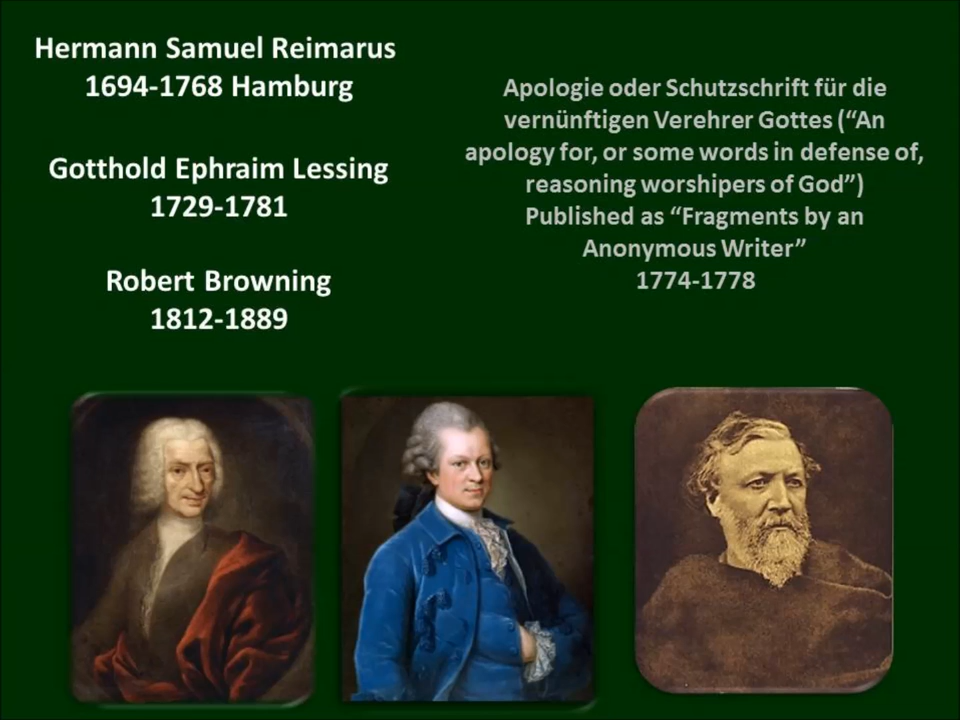 Hermann Samuel Reimarus
1694-1768 Hamburg
Gotthold Ephraim Lessing
1729-1781
Robert Browning
1812-1889
Apologie oder Schutzschrift für die
vernünftigen Verehrer Gottes (“An
apology for, or some words in defense of,
reasoning worshipers of God”)
Published as “Fragments by an
Anonymous Writer”
1774-1778